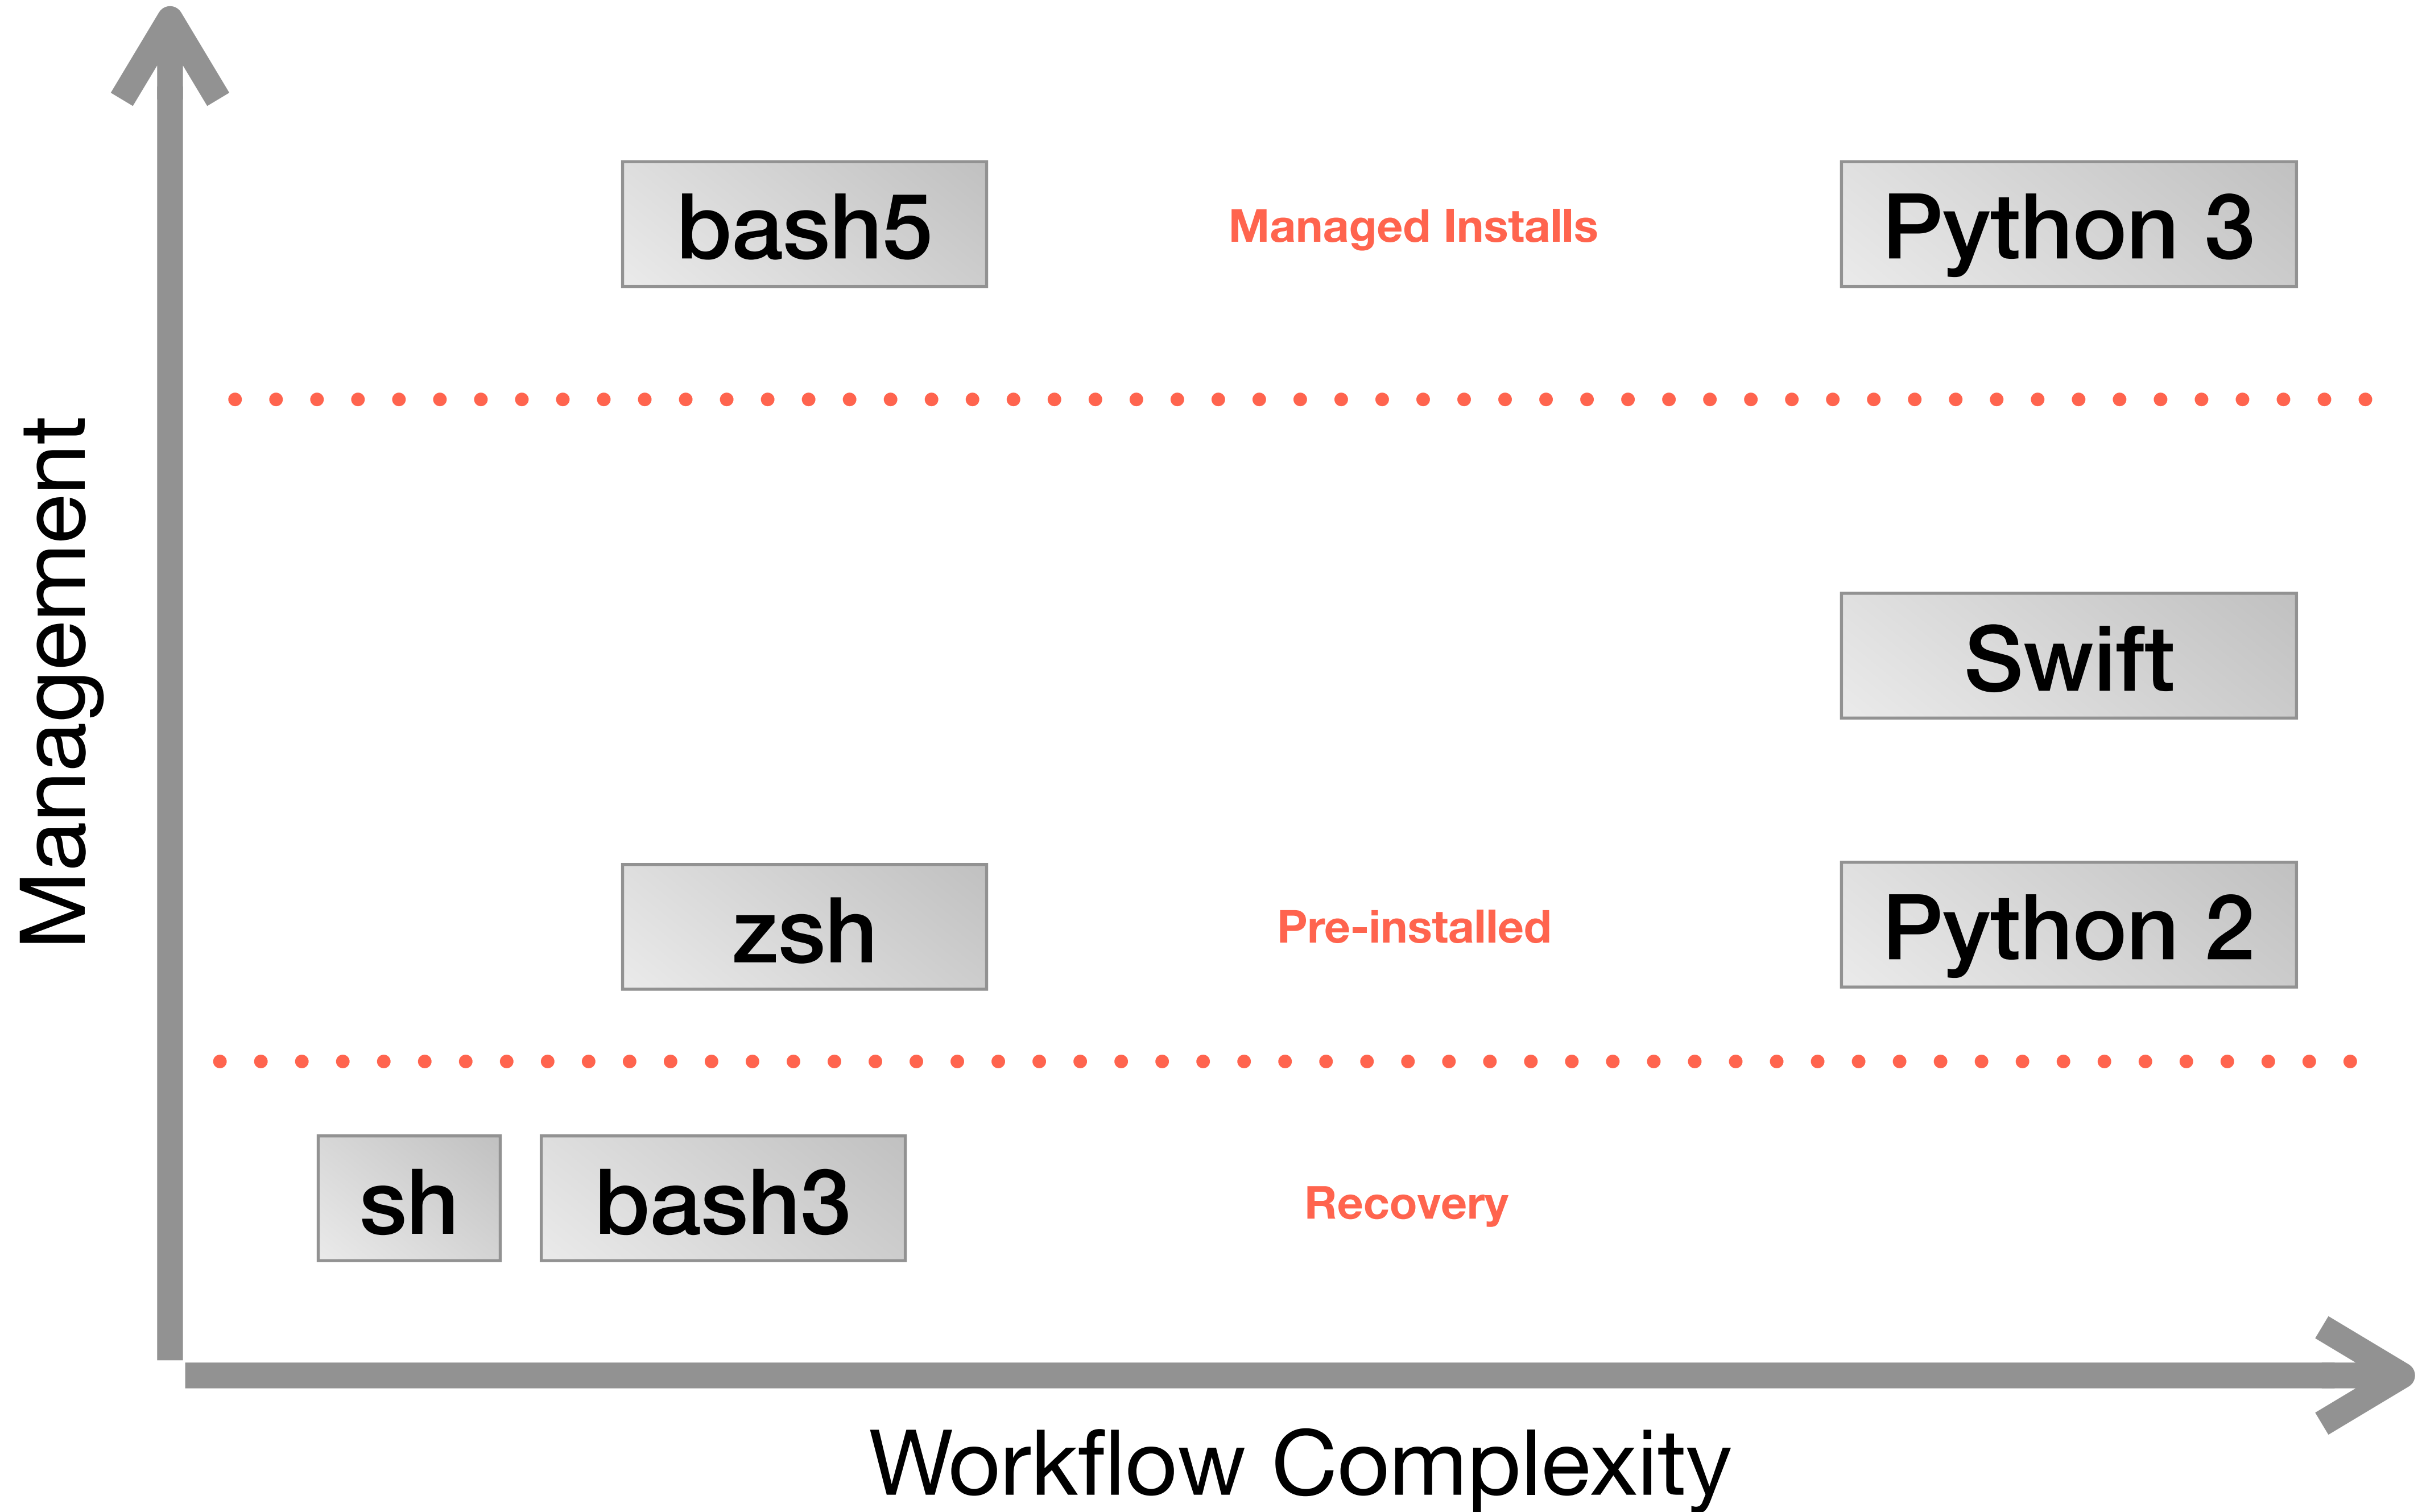 bash5
Managed Installs
Python 3
Management
Swift
zsh
Pre-installed
Python 2
sh
bash3
Recovery
Workflow Complexity